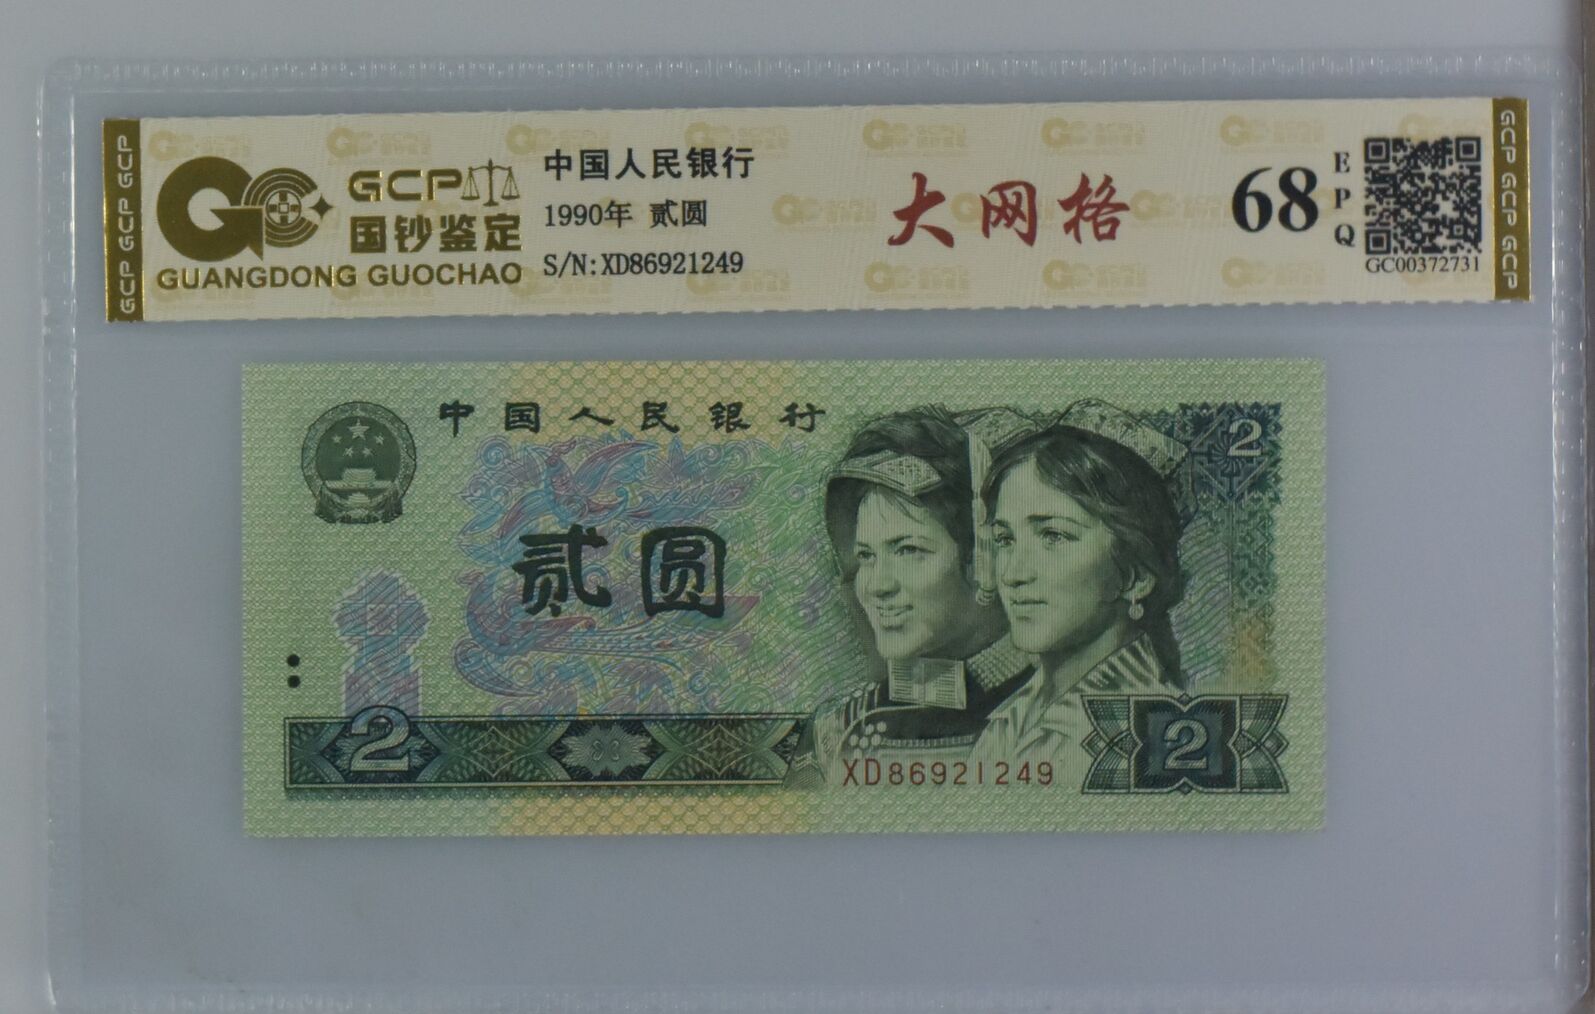 GCP GCP GCP
GCP
国钞鉴定
GUANGDONG GUOCHAO
中国人民银行
1990年 贰圆
S/N:XD86921249
大网格
68
EPQ
GC00372731
GCP GCP GCP
中国人民银行
2
贰圆
2
XD86921249
2